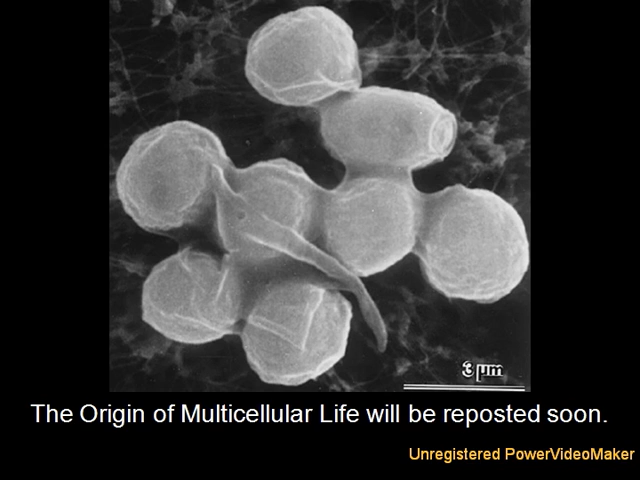 3 µm
The Origin of Multicellular Life will be reposted soon.
Unregistered PowerVideoMaker